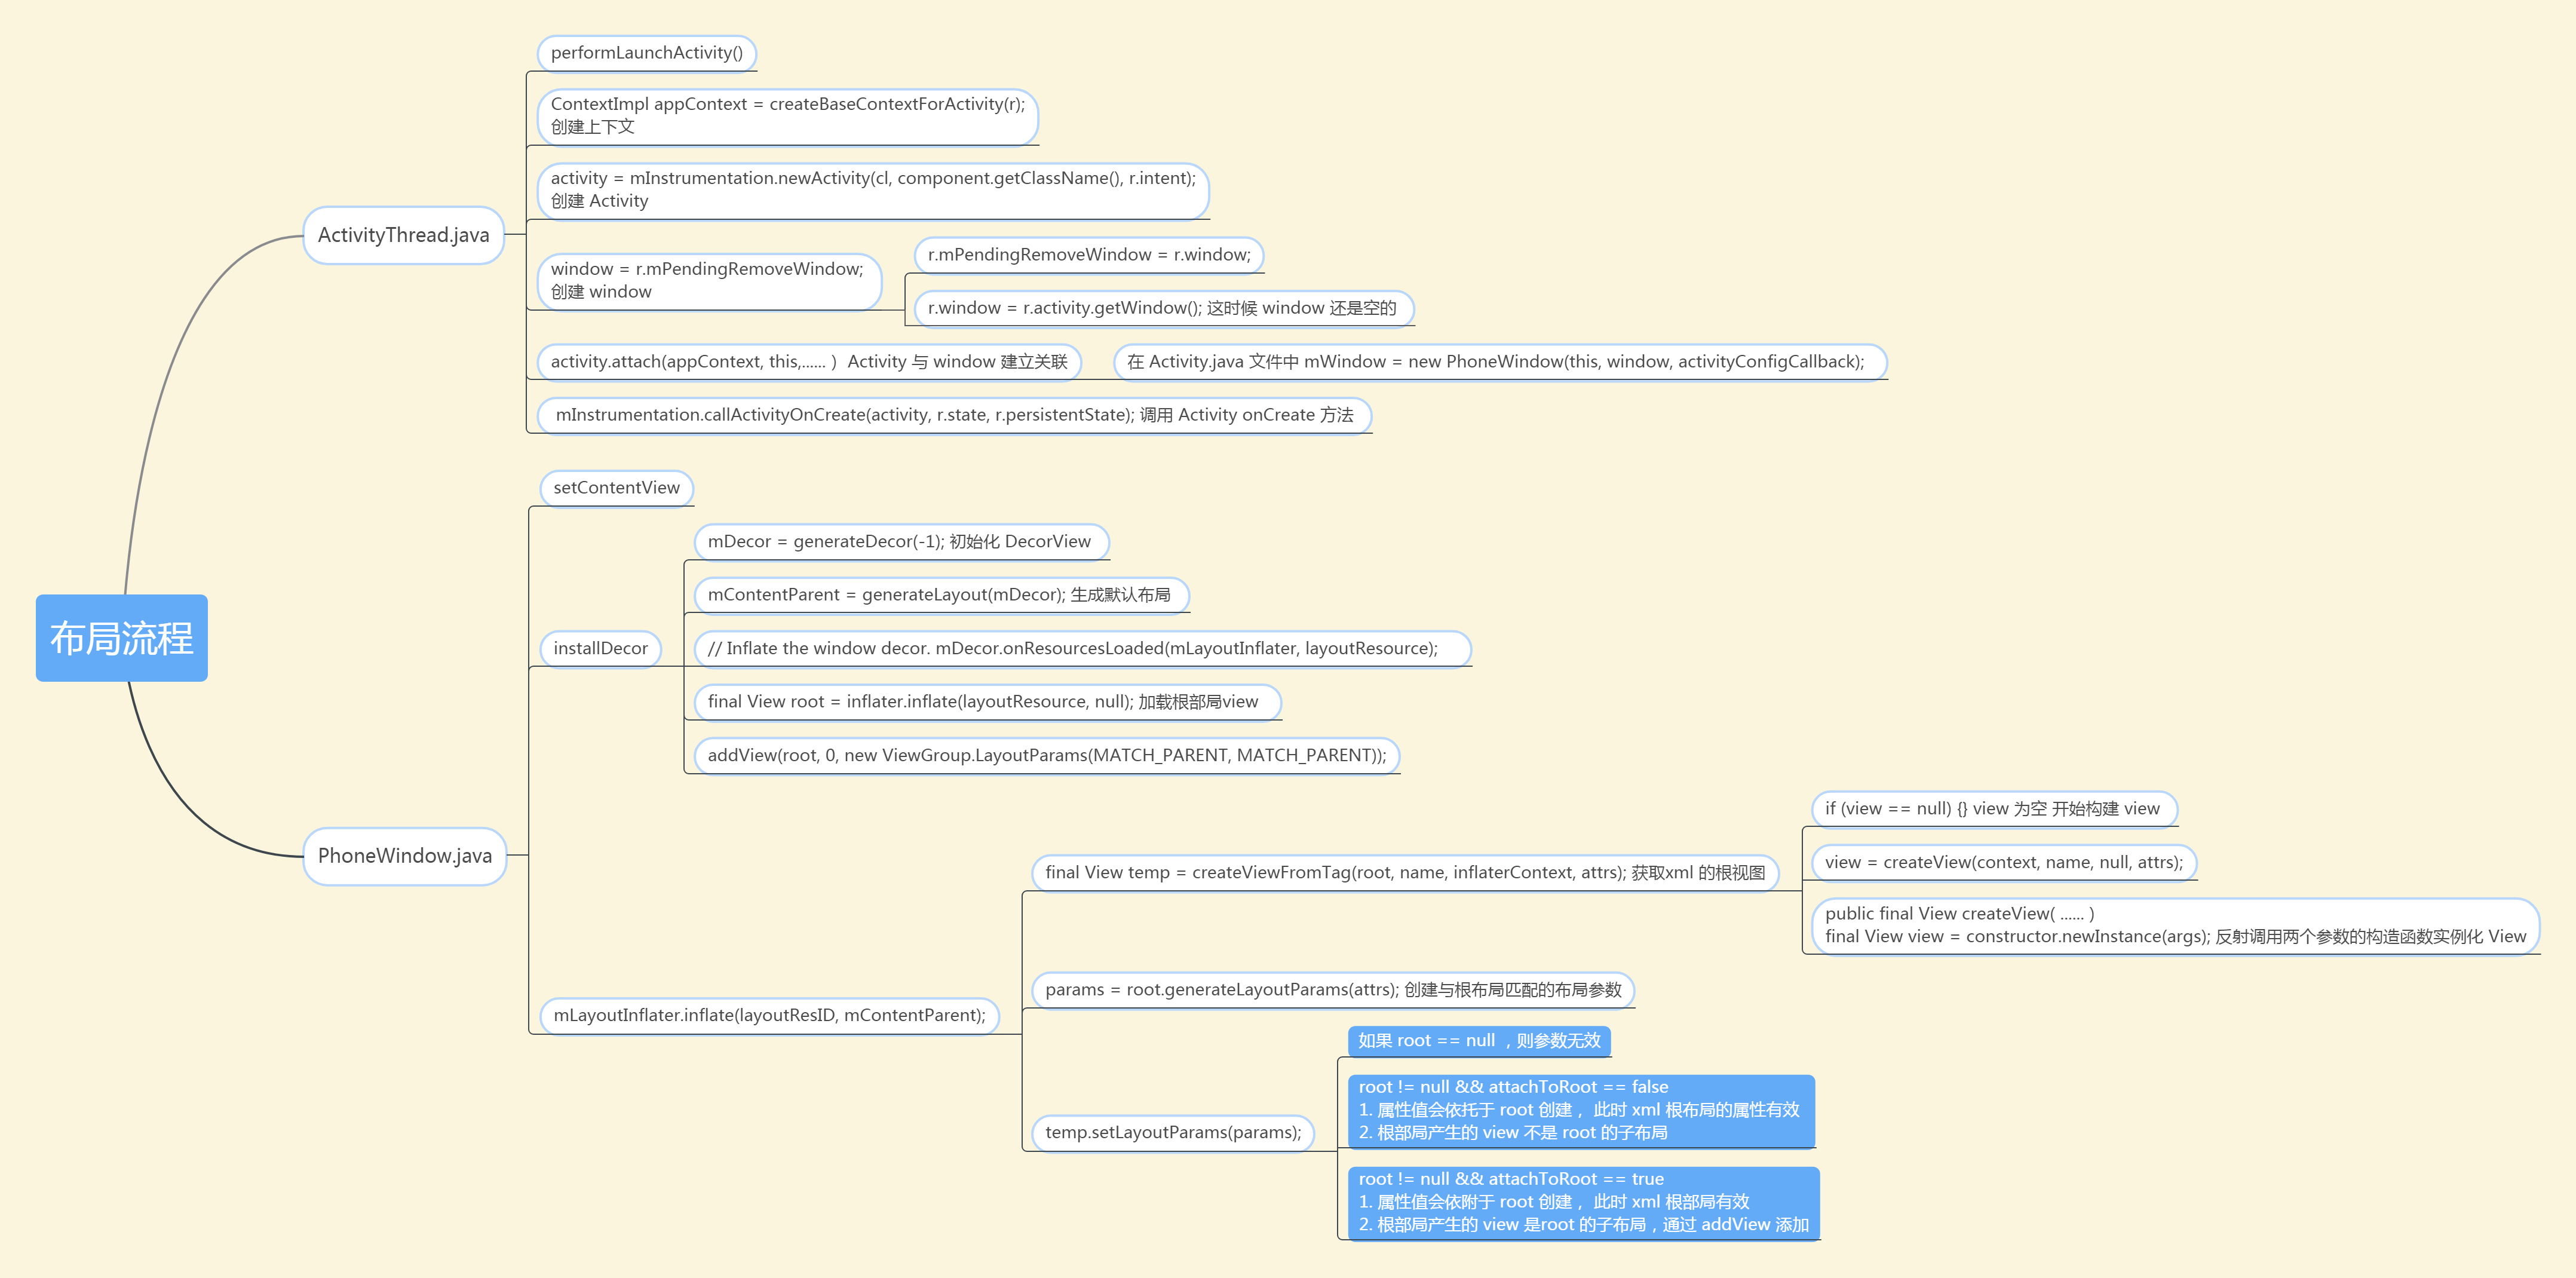 布局流程
ActivityThread.java
performLaunchActivity()
ContextImpl appContext = createBaseContextForActivity(r);
创建上下文
activity = mInstrumentation.newActivity(cl, component.getClassName(), r.intent);
创建 Activity
window = r.mPendingRemoveWindow;
创建 window
r.mPendingRemoveWindow = r.window;
r.window = r.activity.getWindow(); 这时候 window 还是空的
activity.attach(appContext, this,...... )  Activity 与 window 建立关联
在 Activity.java 文件中 mWindow = new PhoneWindow(this, window, activityConfigCallback);
mInstrumentation.callActivityOnCreate(activity, r.state, r.persistentState); 调用 Activity onCreate 方法
PhoneWindow.java
setContentView
installDecor
mDecor = generateDecor(-1); 初始化 DecorView
mContentParent = generateLayout(mDecor); 生成默认布局
// Inflate the window decor. mDecor.onResourcesLoaded(mLayoutInflater, layoutResource);
final View root = inflater.inflate(layoutResource, null); 加载根部局view
addView(root, 0, new ViewGroup.LayoutParams(MATCH_PARENT, MATCH_PARENT));
mLayoutInflater.inflate(layoutResID, mContentParent);
final View temp = createViewFromTag(root, name, inflaterContext, attrs); 获取xml 的根视图
if (view == null) {} view 为空 开始构建 view
view = createView(context, name, null, attrs);
public final View createView( ...... )
final View view = constructor.newInstance(args); 反射调用两个参数的构造函数实例化 View
params = root.generateLayoutParams(attrs); 创建与根布局匹配的布局参数
temp.setLayoutParams(params);
如果 root == null ，则参数无效
root != null && attachToRoot == false
1. 属性值会依托于 root 创建， 此时 xml 根布局的属性有效
2. 根部局产生的 view 不是 root 的子布局
root != null && attachToRoot == true
1. 属性值会依附于 root 创建， 此时 xml 根部局有效
2. 根部局产生的 view 是root 的子布局，通过 addView 添加